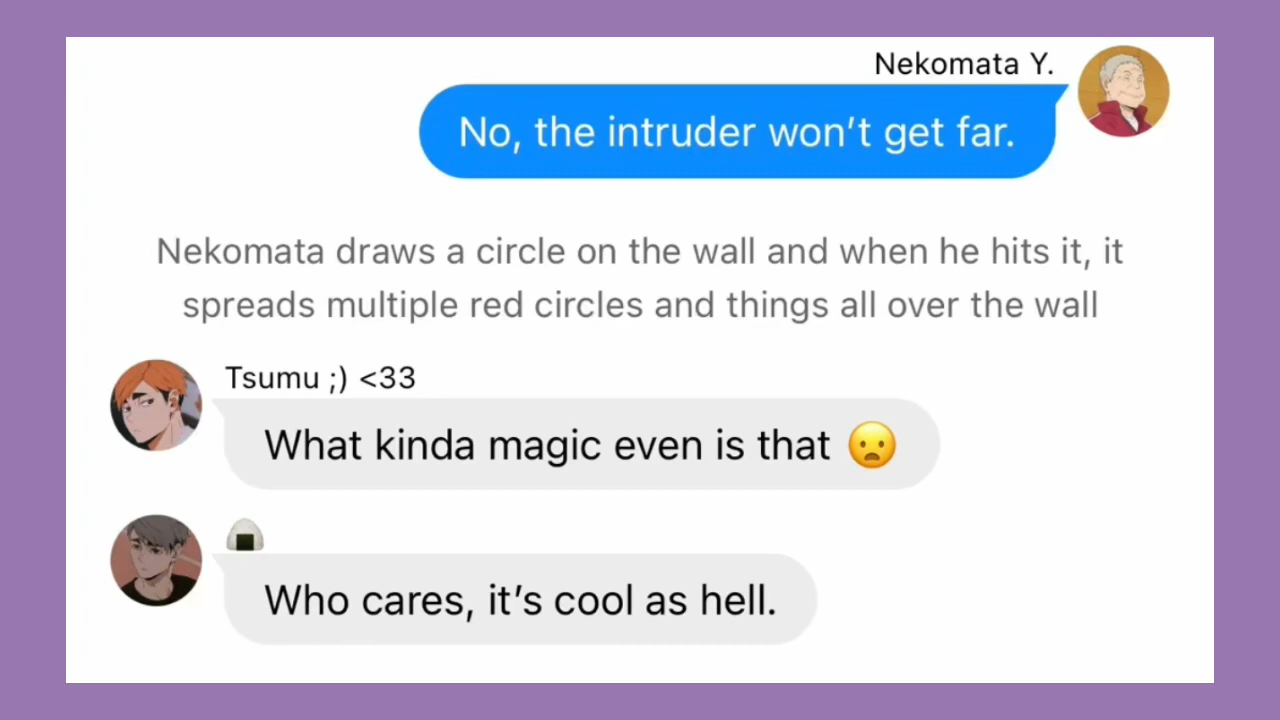 Nekomata Y.
No, the intruder won’t get far.
Nekomata draws a circle on the wall and when he hits it, it
spreads multiple red circles and things all over the wall
Tsumu ;) <33
What kinda magic even is that 😦
🍙
Who cares, it’s cool as hell.